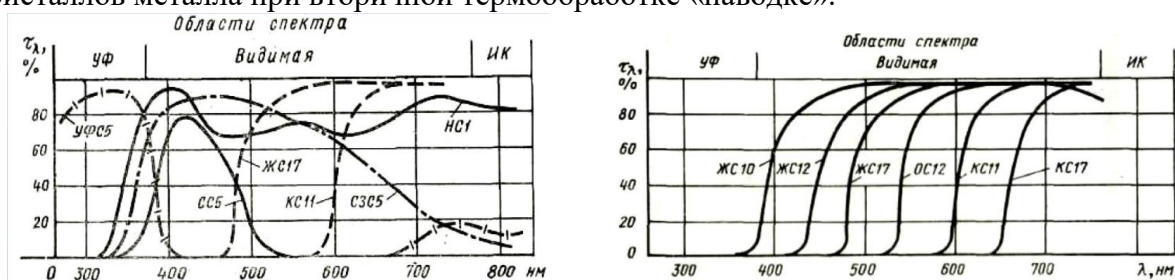 исталлов металла при вторичной термообработке «наводке».
Области спектра
τλ, %
УФ Видимая ИК
80
60
40
20
УФС5 НС1
ЖС17
СС5 КС11 СЗС5
0 300 400 500 600 700 800 нм
Области спектра
τλ, %
УФ Видимая ИК
80
60
40
20
0
ЖС10 ЖС12 ЖС17 ОС12 КС11 КС17
300 400 500 600 700 λ, нм